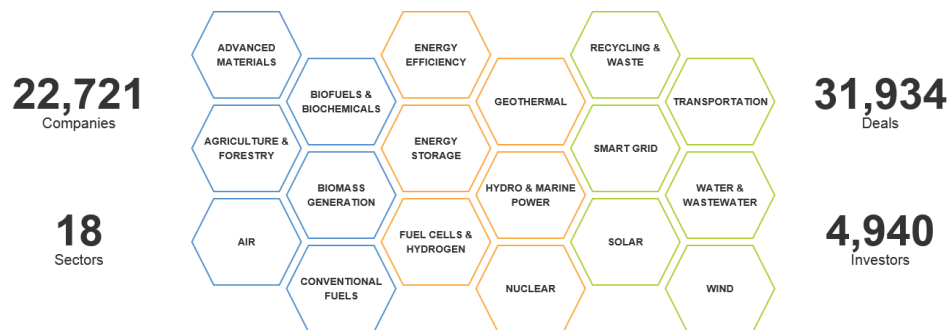 22,721
Companies
18
Sectors
ADVANCED
MATERIALS
AGRICULTURE &
FORESTRY
AIR
BIOFUELS &
BIOCHEMICALS
BIOMASS
GENERATION
CONVENTIONAL
FUELS
ENERGY
EFFICIENCY
ENERGY
STORAGE
FUEL CELLS &
HYDROGEN
GEOTHERMAL
HYDRO & MARINE
POWER
NUCLEAR
RECYCLING &
WASTE
SMART GRID
SOLAR
TRANSPORTATION
WATER &
WASTEWATER
WIND
31,934
Deals
4,940
Investors